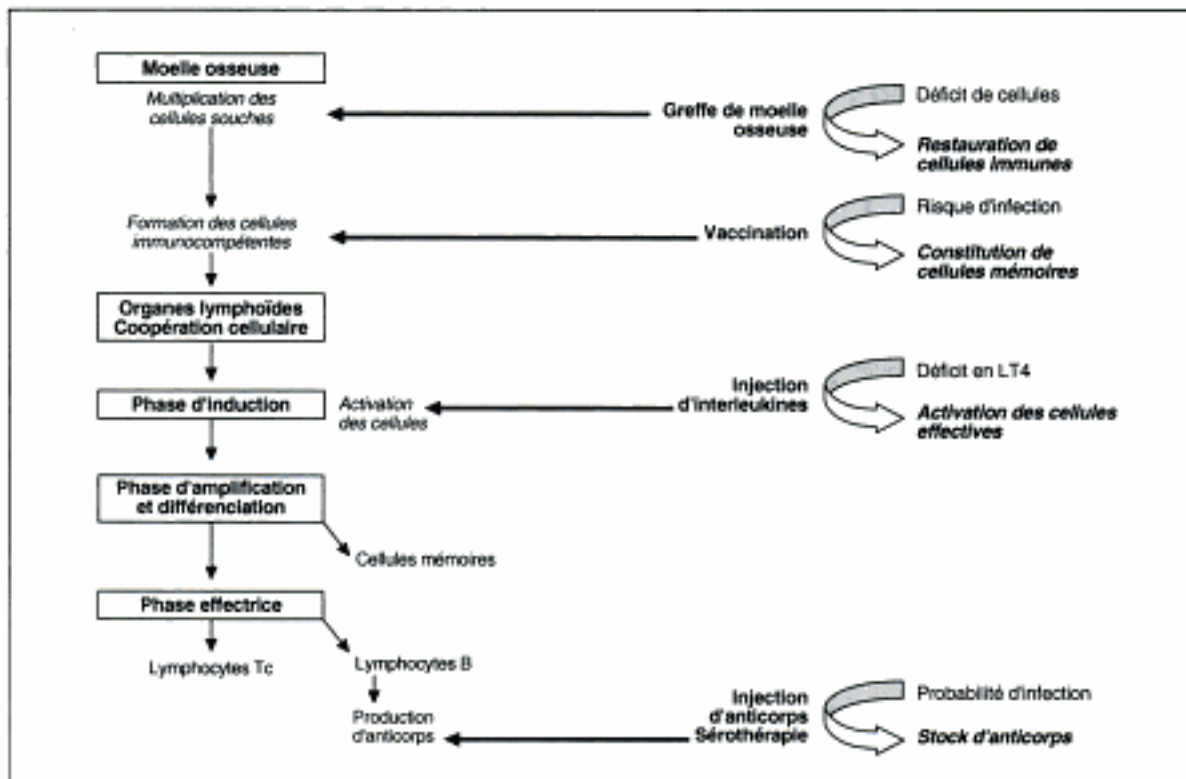 Moelle osseuse
Multiplication des
cellules souches
Greffe de moelle
osseuse
Déficit de cellules
Restauration de
cellules immunes
Formation des cellules
immunocompétentes
Vaccination
Risque d'infection
Constitution de
cellules mémoires
Organes lymphoïdes
Coopération cellulaire
Phase d'induction
Activation
des cellules
Injection
d'interleukines
Déficit en LT4
Activation des cellules
effectives
Phase d'amplification
et différenciation
Cellules mémoires
Phase effectrice
Lymphocytes Tc
Lymphocytes B
Production
d'anticorps
Injection
d'anticorps
Sérothérapie
Probabilité d'infection
Stock d'anticorps